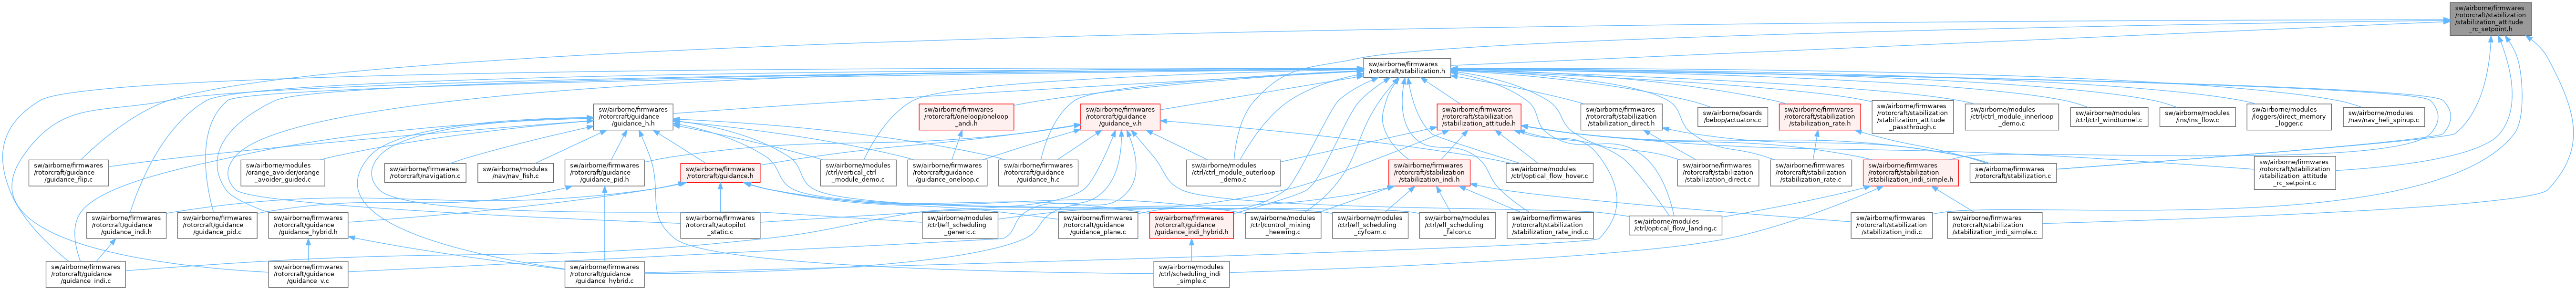 sw/airborne/firmwares
/rotorcraft/stabilization
/stabilization_attitude
_rc_setpoint.h
sw/airborne/firmwares
/rotorcraft/stabilization.h
sw/airborne/firmwares
/rotorcraft/guidance
/guidance_h.h
sw/airborne/firmwares
/rotorcraft/oneloop/oneloop
_andi.h
sw/airborne/firmwares
/rotorcraft/guidance
/guidance_v.h
sw/airborne/firmwares
/rotorcraft/stabilization
/stabilization_attitude.h
sw/airborne/firmwares
/rotorcraft/stabilization
/stabilization_direct.h
sw/airborne/boards
/bebop/actuators.c
sw/airborne/firmwares
/rotorcraft/stabilization
/stabilization_rate.h
sw/airborne/firmwares
/rotorcraft/stabilization
/stabilization_attitude
_passthrough.c
sw/airborne/modules
/ctrl/ctrl_module_innerloop
_demo.c
sw/airborne/modules
/ctrl/ctrl_windtunnel.c
sw/airborne/modules
/ins/ins_flow.c
sw/airborne/modules
/loggers/direct_memory
_logger.c
sw/airborne/modules
/nav/nav_heli_spinup.c
sw/airborne/firmwares
/rotorcraft/guidance
/guidance_flip.c
sw/airborne/modules
/orange_avoider/orange
_avoider_guided.c
sw/airborne/firmwares
/rotorcraft/navigation.c
sw/airborne/modules
/nav/nav_fish.c
sw/airborne/firmwares
/rotorcraft/guidance
/guidance_pid.h
sw/airborne/firmwares
/rotorcraft/guidance.h
sw/airborne/modules
/ctrl/vertical_ctrl
_module_demo.c
sw/airborne/firmwares
/rotorcraft/guidance
/guidance_oneloop.c
sw/airborne/firmwares
/rotorcraft/guidance
/guidance_h.c
sw/airborne/modules
/ctrl/ctrl_module_outerloop
_demo.c
sw/airborne/firmwares
/rotorcraft/stabilization
/stabilization_indi.h
sw/airborne/modules
/ctrl/optical_flow_hover.c
sw/airborne/firmwares
/rotorcraft/stabilization
/stabilization_direct.c
sw/airborne/firmwares
/rotorcraft/stabilization
/stabilization_rate.c
sw/airborne/firmwares
/rotorcraft/stabilization
/stabilization_indi_simple.h
sw/airborne/firmwares
/rotorcraft/stabilization.c
sw/airborne/firmwares
/rotorcraft/stabilization
/stabilization_attitude
_rc_setpoint.c
sw/airborne/firmwares
/rotorcraft/guidance
/guidance_indi.h
sw/airborne/firmwares
/rotorcraft/guidance
/guidance_pid.c
sw/airborne/firmwares
/rotorcraft/guidance
/guidance_hybrid.h
sw/airborne/firmwares
/rotorcraft/autopilot
_static.c
sw/airborne/modules
/ctrl/eff_scheduling
_generic.c
sw/airborne/firmwares
/rotorcraft/guidance
/guidance_plane.c
sw/airborne/firmwares
/rotorcraft/guidance
/guidance_indi_hybrid.h
sw/airborne/modules
/ctrl/control_mixing
_heewing.c
sw/airborne/modules
/ctrl/eff_scheduling
_cyfoam.c
sw/airborne/modules
/ctrl/eff_scheduling
_falcon.c
sw/airborne/firmwares
/rotorcraft/stabilization
/stabilization_rate_indi.c
sw/airborne/modules
/ctrl/optical_flow_landing.c
sw/airborne/firmwares
/rotorcraft/stabilization
/stabilization_indi.c
sw/airborne/firmwares
/rotorcraft/stabilization
/stabilization_indi_simple.c
sw/airborne/firmwares
/rotorcraft/guidance
/guidance_indi.c
sw/airborne/firmwares
/rotorcraft/guidance
/guidance_v.c
sw/airborne/firmwares
/rotorcraft/guidance
/guidance_hybrid.c
sw/airborne/modules
/ctrl/scheduling_indi
_simple.c